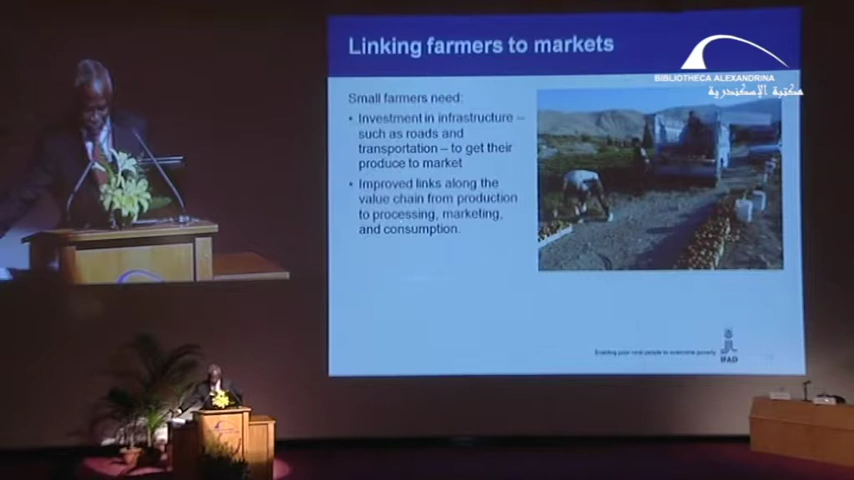 Linking farmers to markets
BIBLIOTHECA ALEXANDRINA
مكتبة الإسكندرية
Small farmers need:
• Investment in infrastructure –
such as roads and
transportation – to get their
produce to market
• Improved links along the
value chain from production
to processing, marketing,
and consumption.
Enabling poor rural people to overcome poverty
IFAD